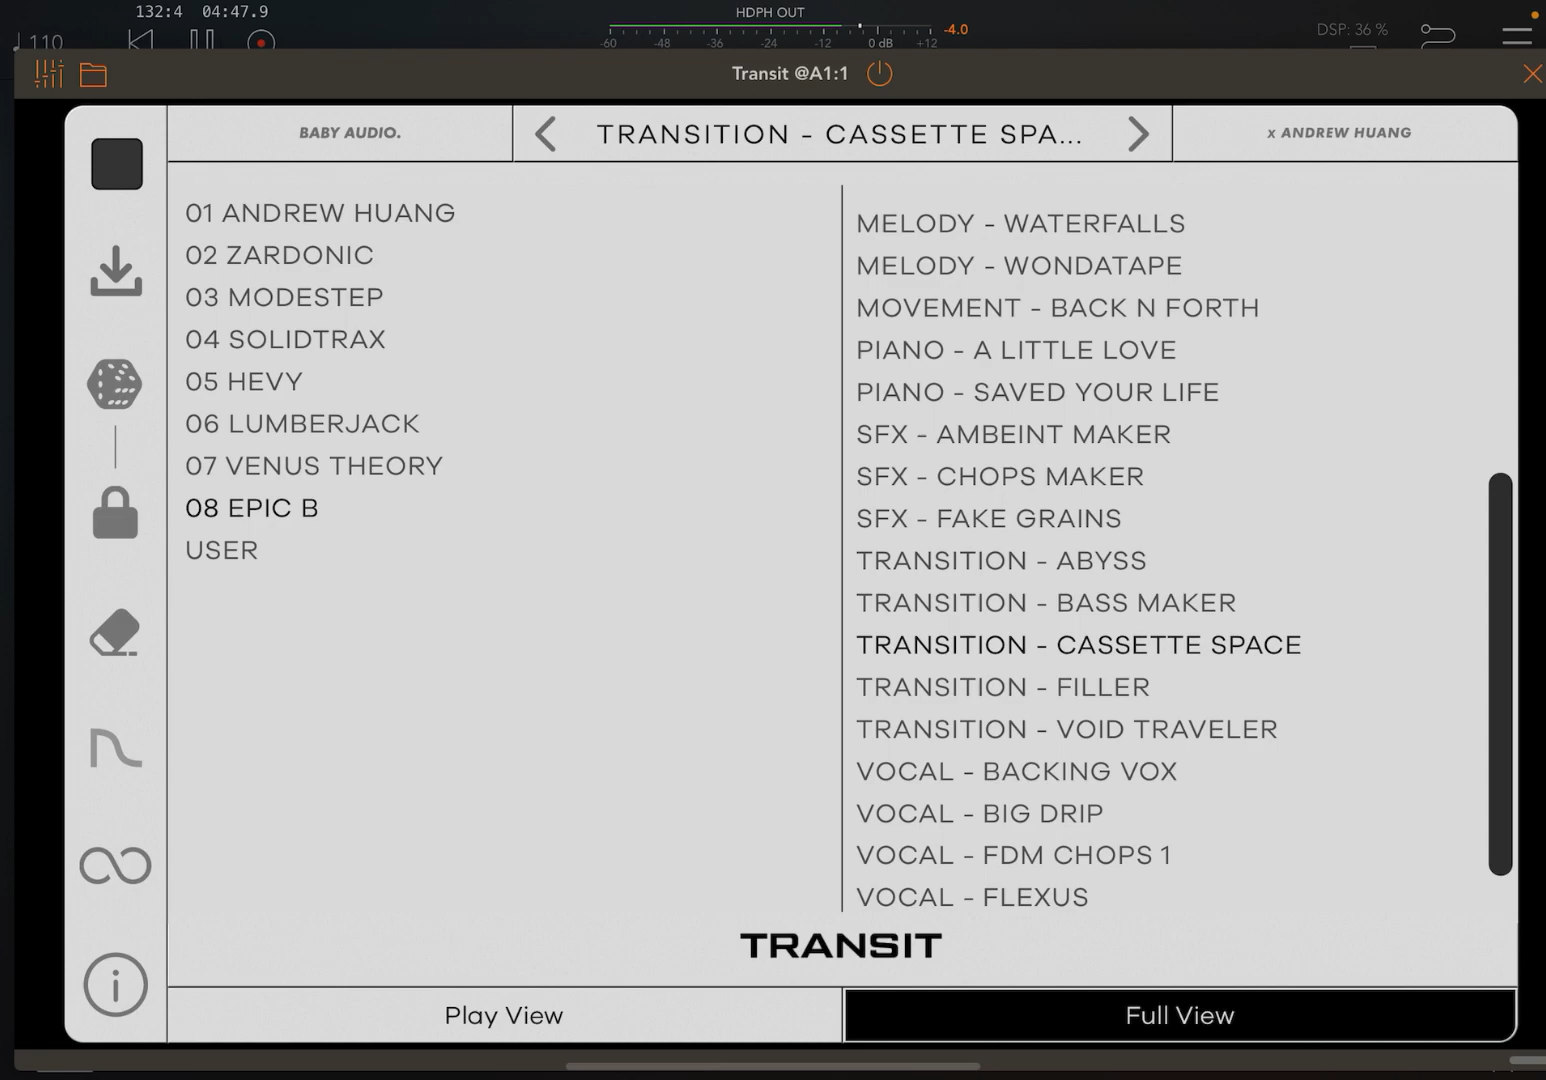 132:4 04:47.9
HDPH OUT
110
-60 -48 -36 -24 -12 0 dB +12
-4.0
DSP: 36 %
Transit @A1:1
BABY AUDIO.
TRANSITION - CASSETTE SPA...
x ANDREW HUANG
01 ANDREW HUANG
02 ZARDONIC
03 MODESTEP
04 SOLIDTRAX
05 HEVY
06 LUMBERJACK
07 VENUS THEORY
08 EPIC B
USER
MELODY - WATERFALLS
MELODY - WONDATAPE
MOVEMENT - BACK N FORTH
PIANO - A LITTLE LOVE
PIANO - SAVED YOUR LIFE
SFX - AMBEINT MAKER
SFX - CHOPS MAKER
SFX - FAKE GRAINS
TRANSITION - ABYSS
TRANSITION - BASS MAKER
TRANSITION - CASSETTE SPACE
TRANSITION - FILLER
TRANSITION - VOID TRAVELER
VOCAL - BACKING VOX
VOCAL - BIG DRIP
VOCAL - FDM CHOPS 1
VOCAL - FLEXUS
TRANSIT
Play View
Full View